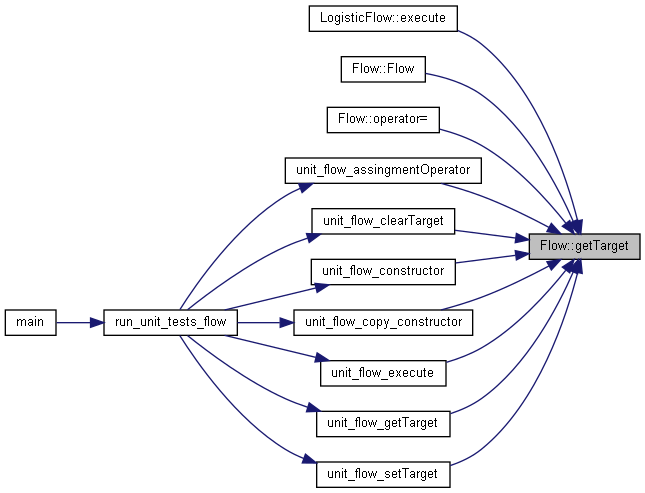 LogisticFlow::execute
Flow::Flow
Flow::operator=
unit_flow_assingmentOperator
unit_flow_clearTarget
Flow::getTarget
unit_flow_constructor
main
run_unit_tests_flow
unit_flow_copy_constructor
unit_flow_execute
unit_flow_getTarget
unit_flow_setTarget